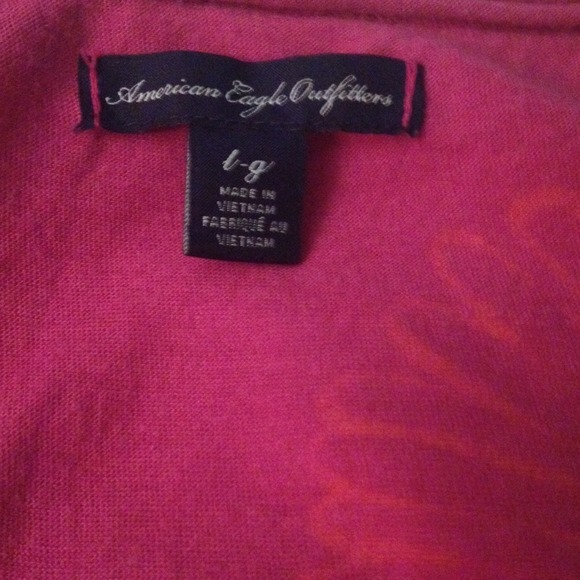 American Eagle Outfitters
l-g
MADE IN
VIETNAM
FABRIQUÉ AU
VIETNAM